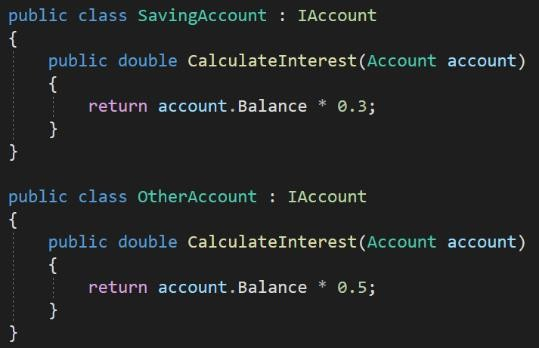 public class SavingAccount : IAccount
{
public double CalculateInterest(Account account)
{
return account.Balance * 0.3;
}
}
public class OtherAccount : IAccount
{
public double CalculateInterest(Account account)
{
return account.Balance * 0.5;
}
}